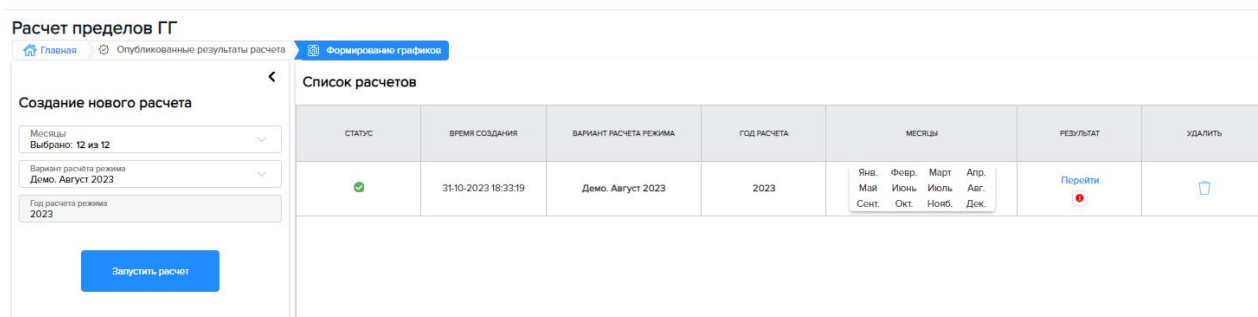 Расчет пределов ГГ
Главная
Опубликованные результаты расчета
Формирование графиков
Создание нового расчета
Месяцы
Выбрано: 12 из 12
Вариант расчёта режима
Демо. Август 2023
Год расчета режима
2023
Запустить расчет
Список расчетов
СТАТУС ВРЕМЯ СОЗДАНИЯ ВАРИАНТ РАСЧЕТА РЕЖИМА ГОД РАСЧЕТА МЕСЯЦЫ РЕЗУЛЬТАТ УДАЛИТЬ
31-10-2023 18:33:19 Демо. Август 2023 2023
Янв. Февр. Март Апр.
Май Июнь Июль Авг.
Сент. Окт. Нояб. Дек.
Перейти